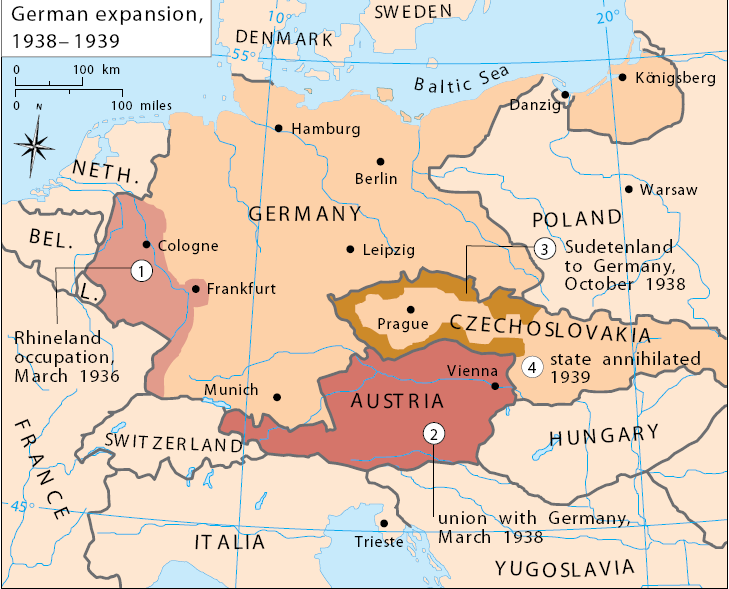 German expansion,
1938–1939
0 100 km
0 100 miles
N
10°
20°
55°
45°
SWEDEN
DENMARK
Baltic Sea
Königsberg
Danzig
Hamburg
NETH.
Berlin
Warsaw
GERMANY
POLAND
BEL.
Cologne
Leipzig
3 Sudetenland
to Germany,
October 1938
1
L.
Frankfurt
Prague
CZECHOSLOVAKIA
Rhineland
occupation,
March 1936
4 state annihilated
1939
Vienna
Munich
AUSTRIA
2
FRANCE
SWITZERLAND
HUNGARY
union with Germany,
March 1938
ITALIA
Trieste
YUGOSLAVIA